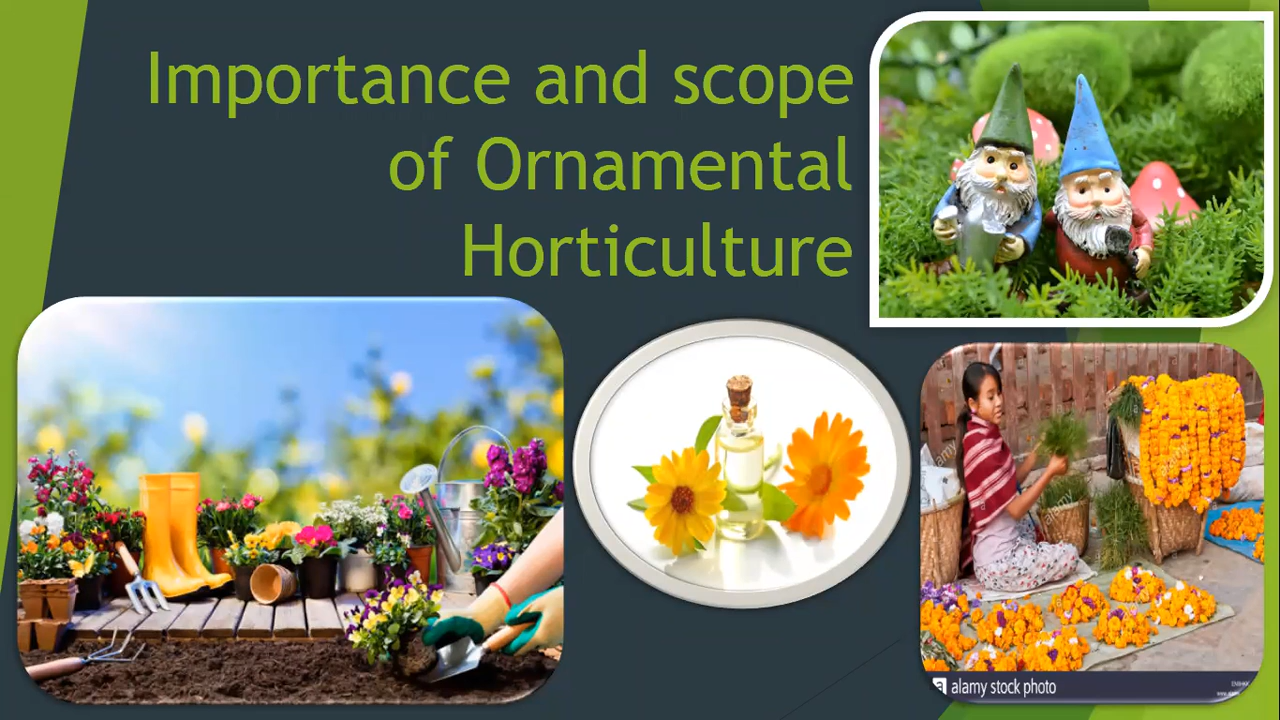 Importance and scope
of Ornamental
Horticulture
a alamy stock photo